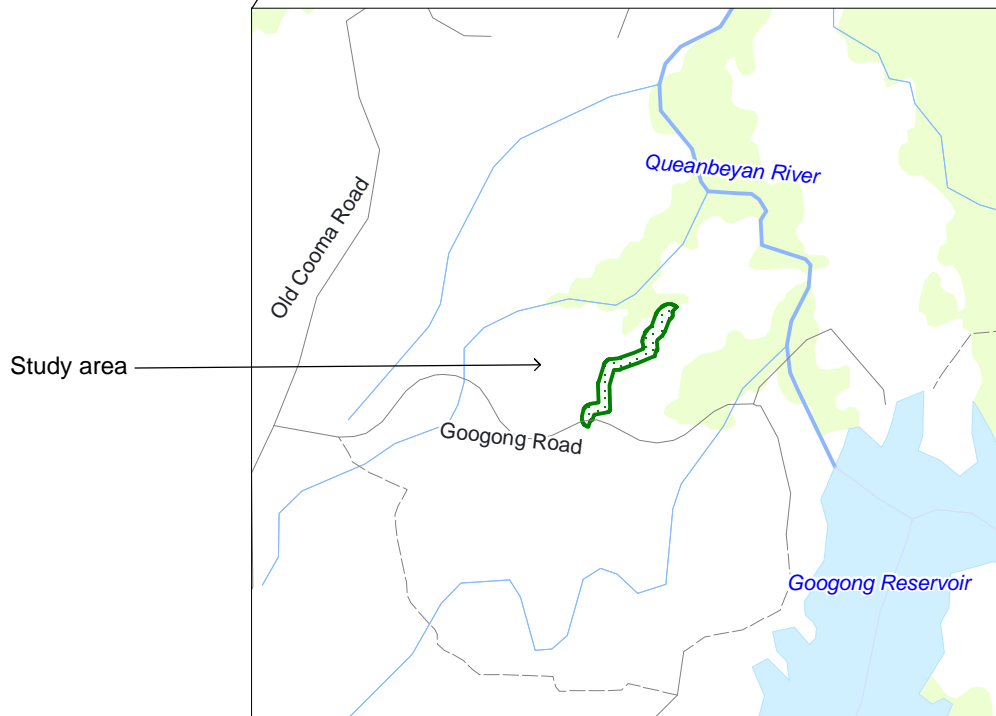 Queanbeyan River
Old Cooma Road
Study area
Googong Road
Googong Reservoir